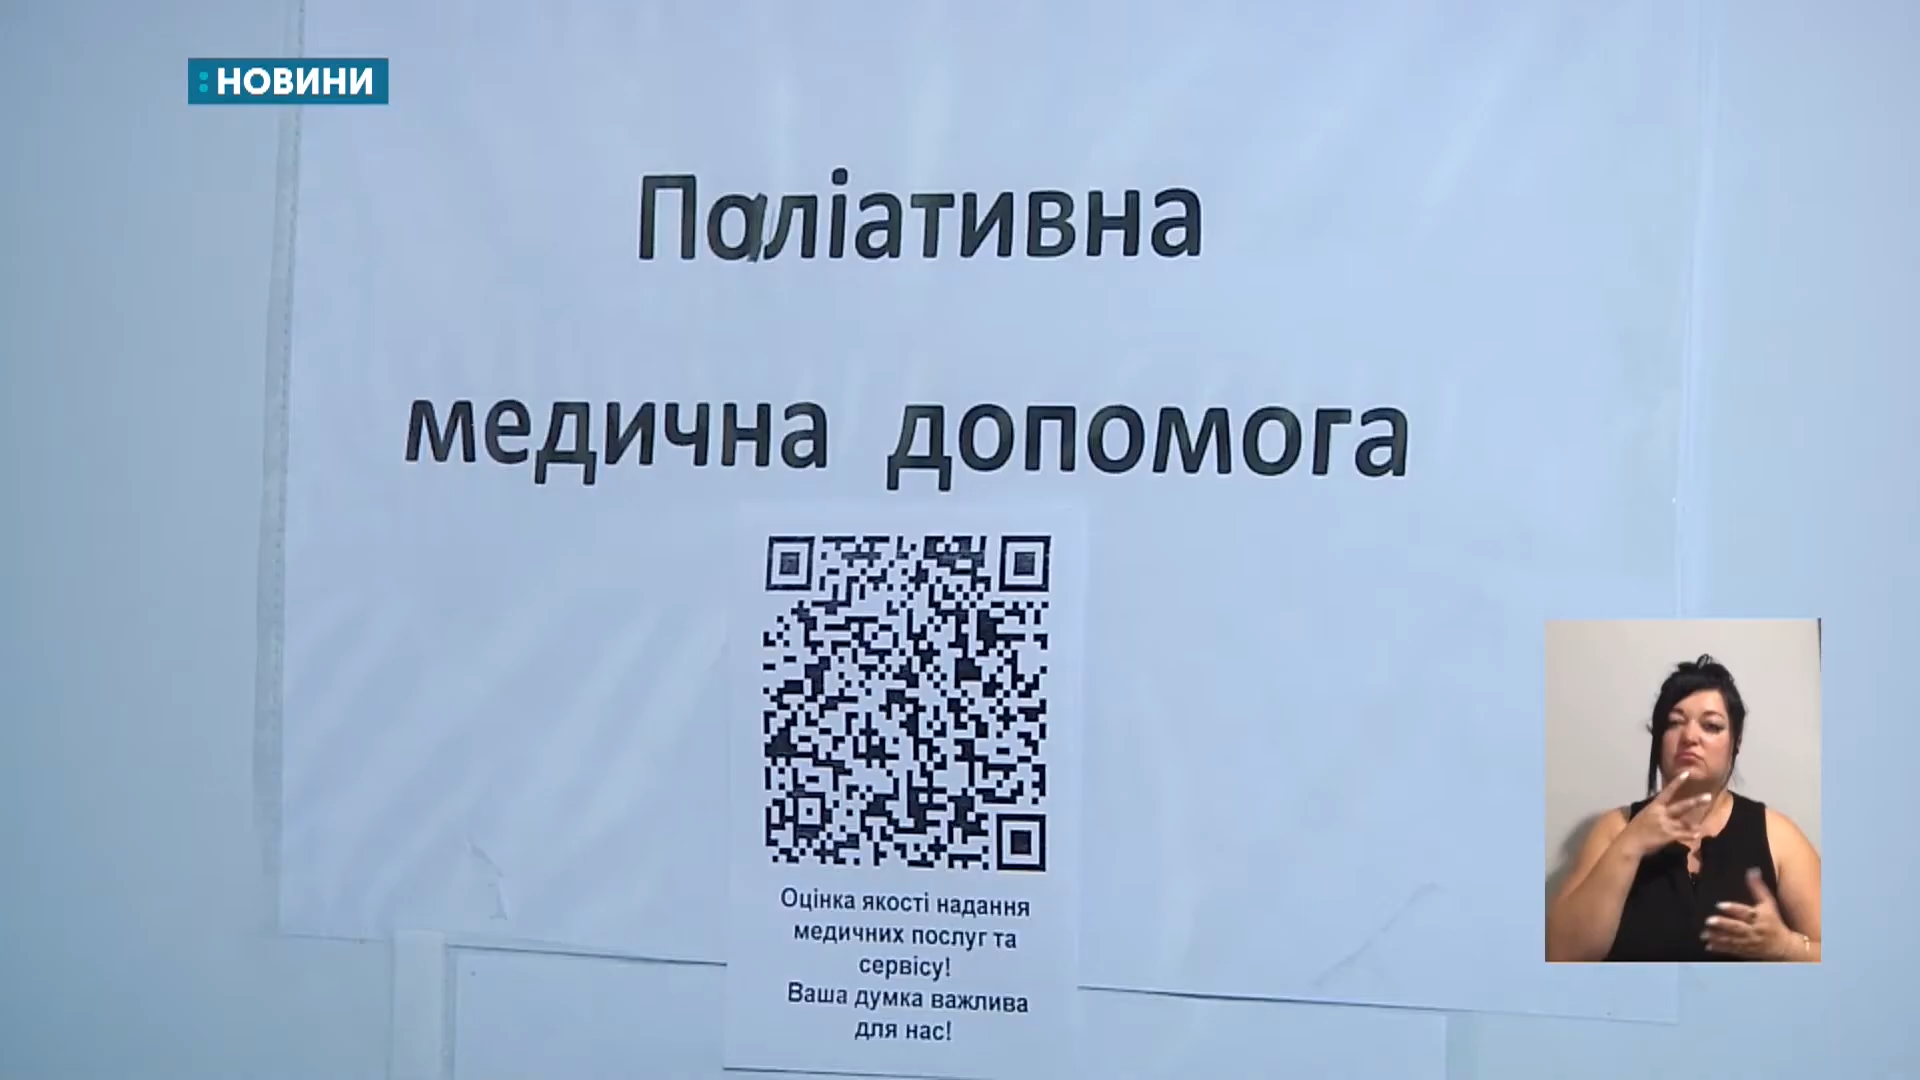 НОВИНИ
Паліативна
медична допомога
Оцінка якості надання
медичних послуг та
сервісу!
Ваша думка важлива
для нас!